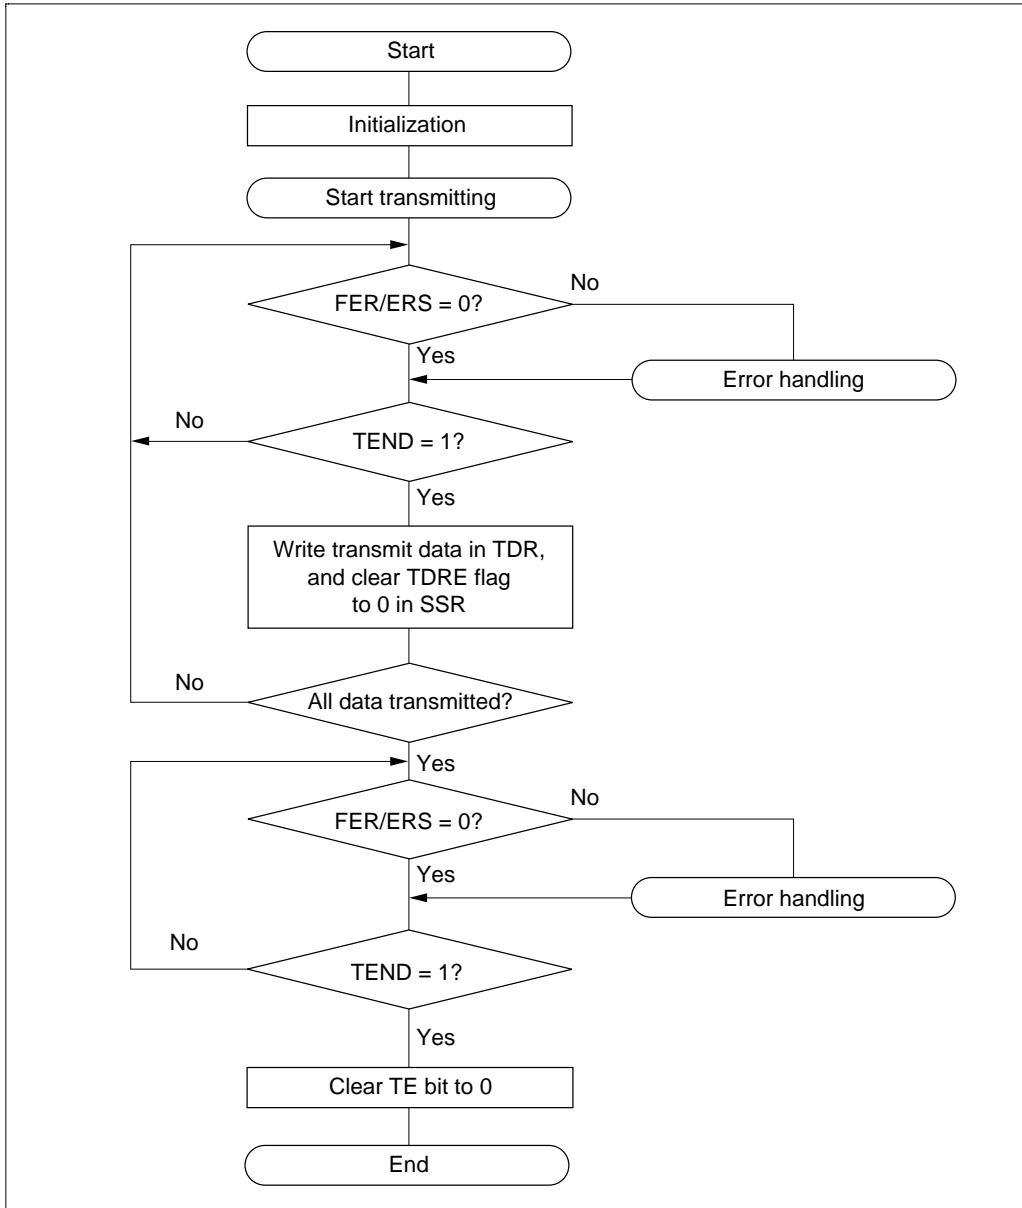 Start
Initialization
Start transmitting
FER/ERS = 0?
No
Yes
Error handling
No
TEND = 1?
Yes
Write transmit data in TDR,
and clear TDRE flag
to 0 in SSR
No
All data transmitted?
Yes
FER/ERS = 0?
No
Yes
Error handling
No
TEND = 1?
Yes
Clear TE bit to 0
End